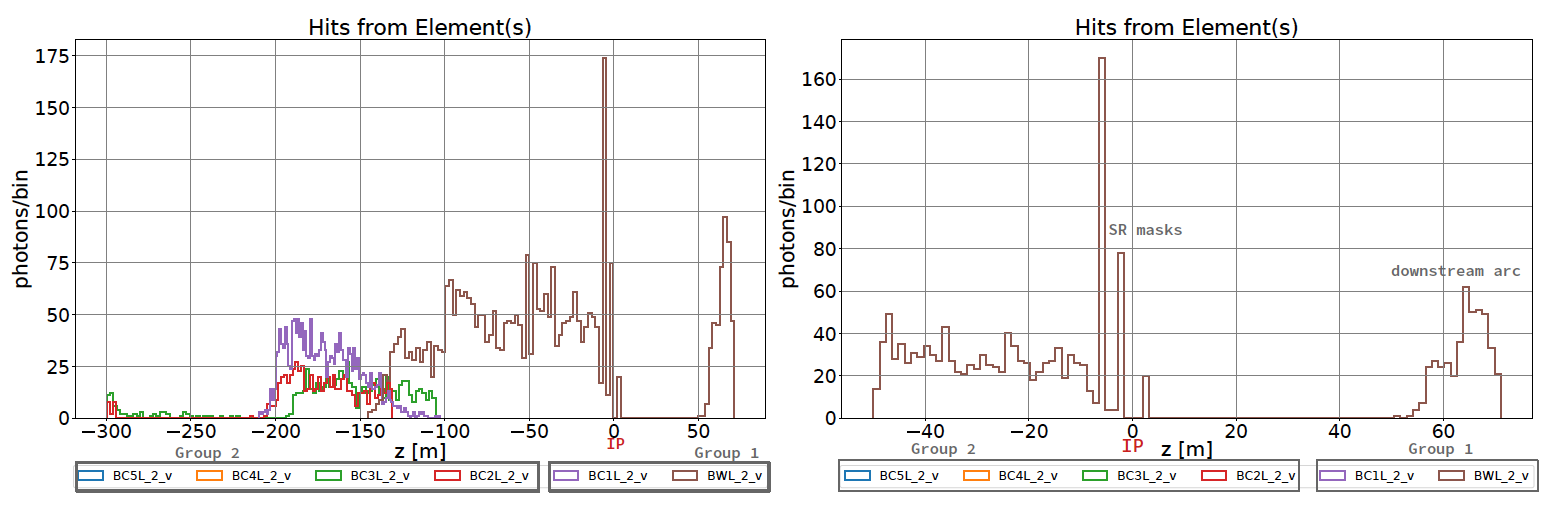 Hits from Element(s)
photons/bin
175
150
125
100
75
50
25
0
−300 −250 −200 −150 −100 −50 0 50
z [m]
IP
Group 2 Group 1
BC5L_2_v BC4L_2_v BC3L_2_v BC2L_2_v BC1L_2_v BWL_2_v
Hits from Element(s)
photons/bin
160
140
120
100
80
60
40
20
0
SR masks
downstream arc
−40 −20 0 20 40 60
IP z [m]
Group 2 Group 1
BC5L_2_v BC4L_2_v BC3L_2_v BC2L_2_v BC1L_2_v BWL_2_v